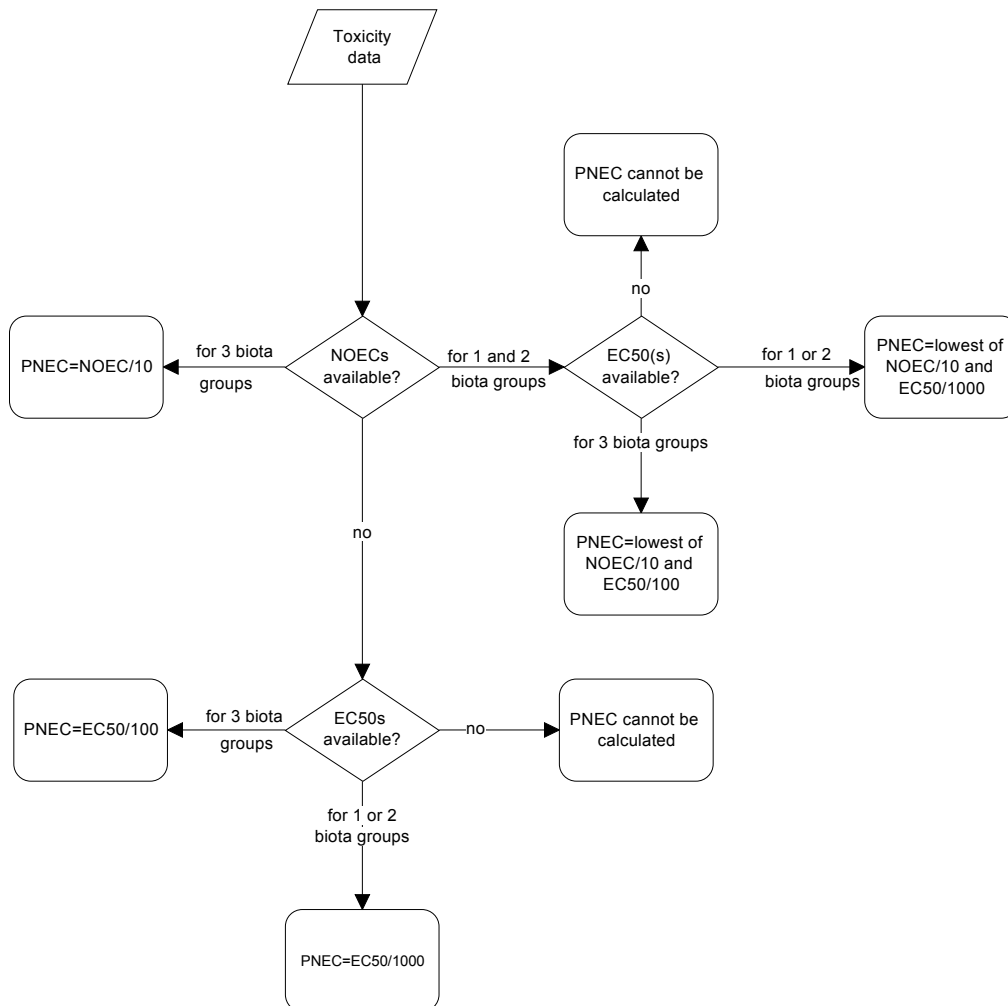 Toxicity
data
PNEC cannot be
calculated
no
PNEC=NOEC/10
for 3 biota
groups
NOECs
available?
for 1 and 2
biota groups
EC50(s)
available?
for 1 or 2
biota groups
PNEC=lowest of
NOEC/10 and
EC50/1000
for 3 biota groups
no
PNEC=lowest of
NOEC/10 and
EC50/100
PNEC=EC50/100
for 3 biota
groups
EC50s
available?
no
PNEC cannot be
calculated
for 1 or 2
biota groups
PNEC=EC50/1000